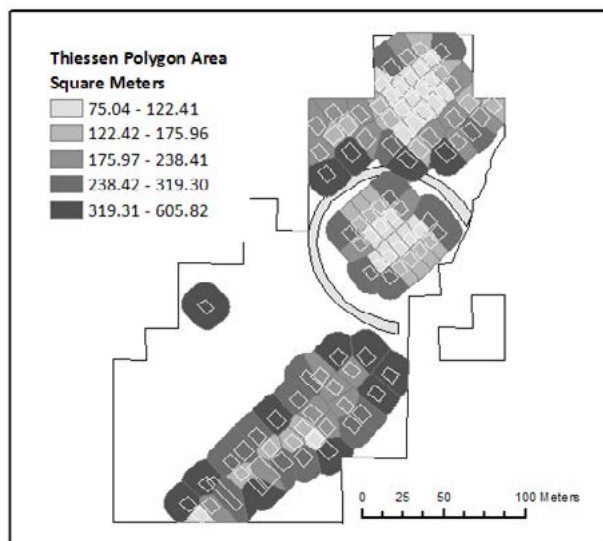 Thiessen Polygon Area
Square Meters
75.04 - 122.41
122.42 - 175.96
175.97 - 238.41
238.42 - 319.30
319.31 - 605.82
0 25 50 100 Meters